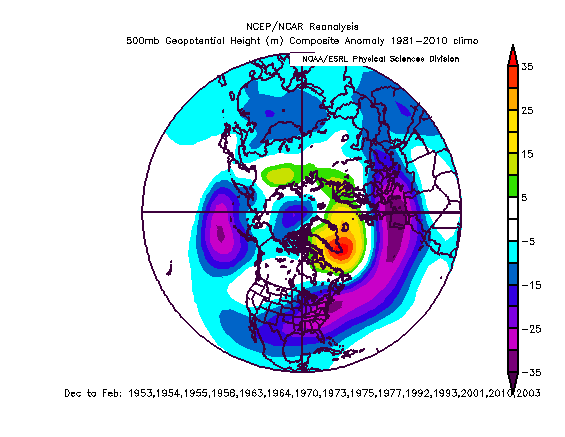 NCEP/NCAR Reanalysis
500mb Geopotential Height (m) Composite Anomaly 1981-2010 climo
NOAA/ESRL Physical Sciences Division
35
25
15
5
-5
-15
-25
-35
Dec to Feb: 1953,1954,1955,1958,1963,1964,1970,1973,1975,1977,1992,1993,2001,2010,2003